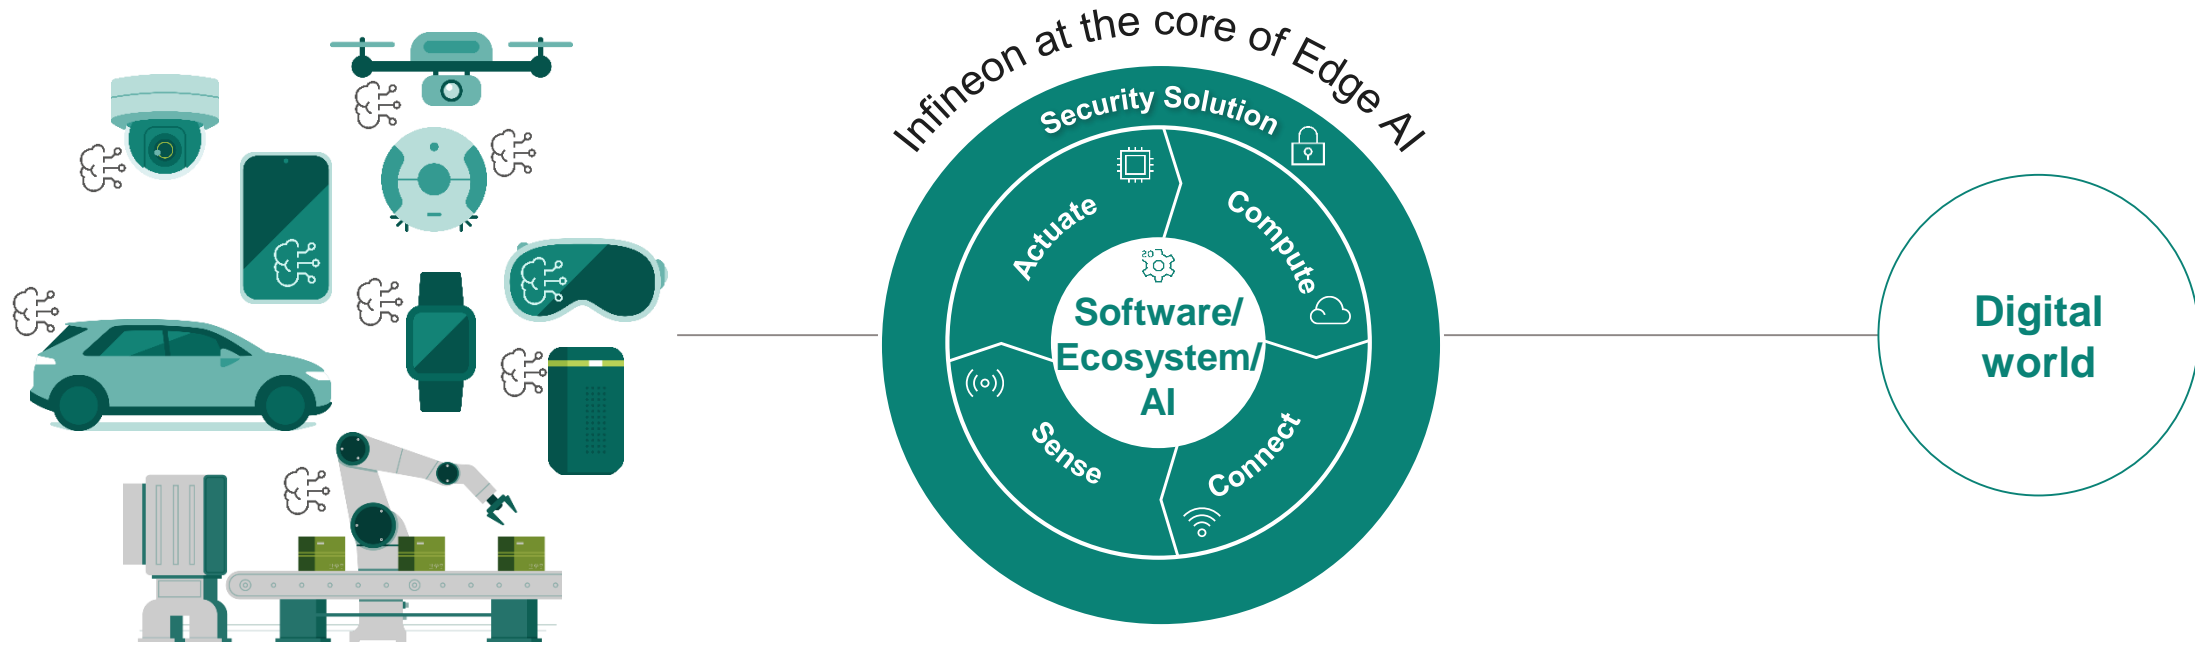 Infineon at the core of Edge AI
Security Solution
Actuate
Compute
Software/
Ecosystem/
AI
Sense
Connect
Digital
world